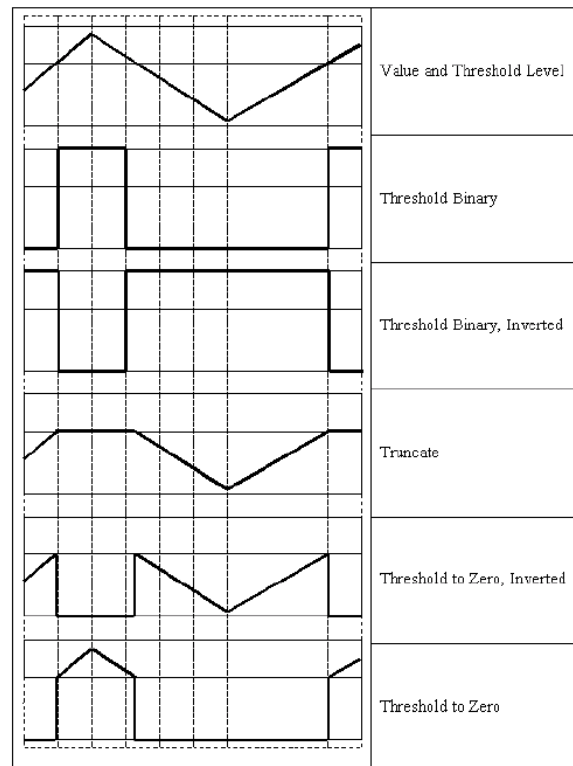 Value and Threshold Level
Threshold Binary
Threshold Binary, Inverted
Truncate
Threshold to Zero, Inverted
Threshold to Zero